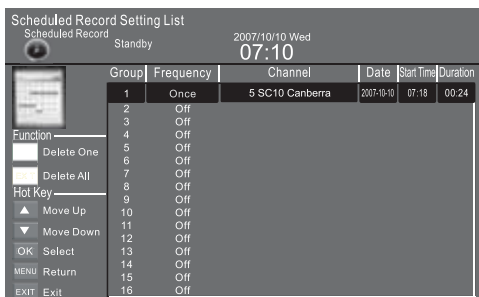 Scheduled Record Setting List
Scheduled Record
Standby
2007/10/10 Wed
07:10
Group Frequency Channel Date Start Time Duration
1 Once 5 SC10 Canberra 2007-10-10 07:18 00:24
2 Off
3 Off
4 Off
5 Off
6 Off
7 Off
8 Off
9 Off
10 Off
11 Off
12 Off
13 Off
14 Off
15 Off
16 Off
Function
Delete One
Delete All
Hot Key
Move Up
Move Down
OK Select
MENU Return
EXIT Exit